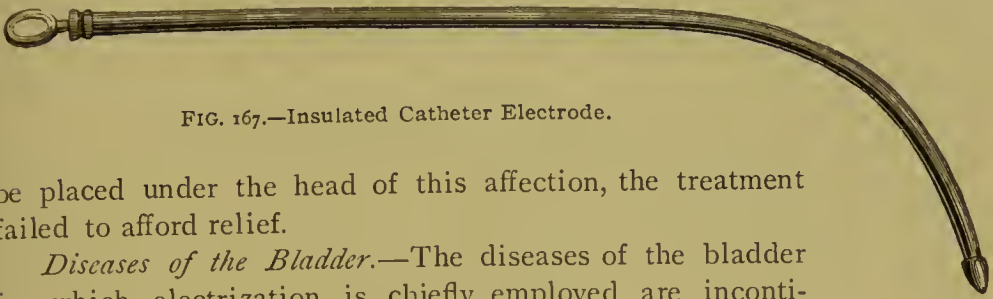 FIG. 167.—Insulated Catheter Electrode.
be placed under the head of this affection, the treatment
failed to afford relief.
Diseases of the Bladder.—The diseases of the bladder
which electrization is chiefly employed are inconti-